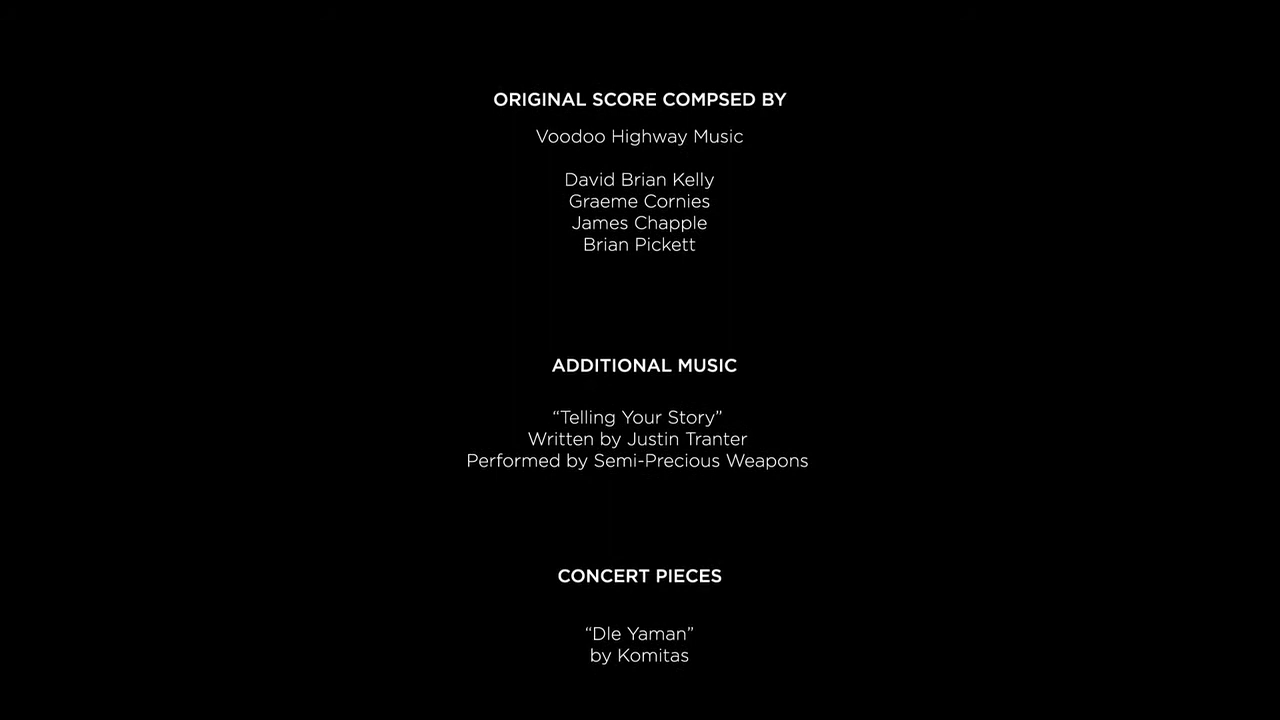 ORIGINAL SCORE COMPSED BY
Voodoo Highway Music
David Brian Kelly
Graeme Cornies
James Chapple
Brian Pickett
ADDITIONAL MUSIC
“Telling Your Story”
Written by Justin Tranter
Performed by Semi-Precious Weapons
CONCERT PIECES
“Dle Yaman”
by Komitas